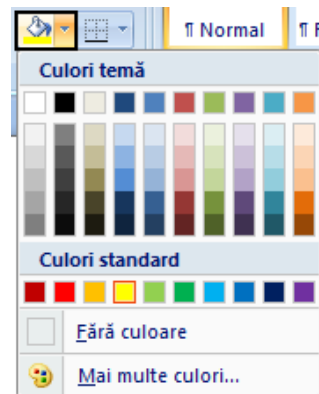 ¶ Normal ¶ F
Culori temă
Culori standard
Fără culoare
Mai multe culori...